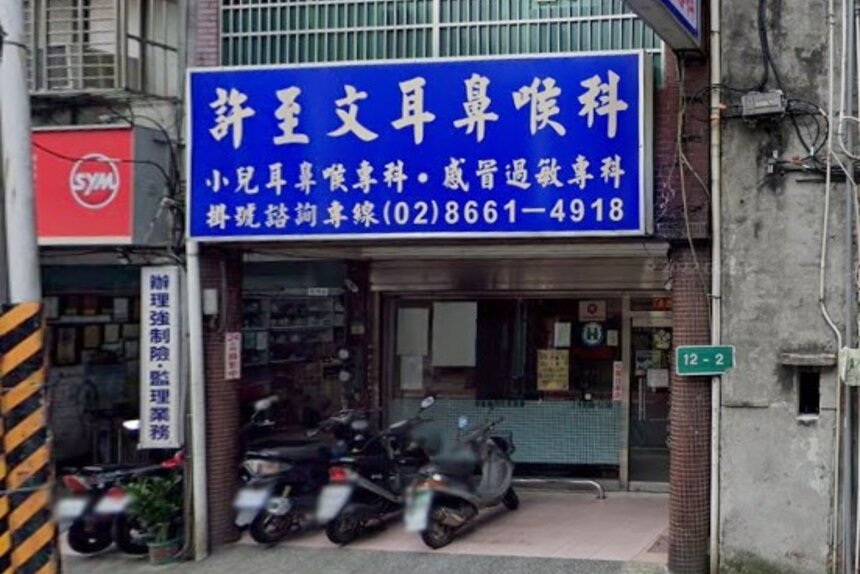 許至文耳鼻喉科
小兒耳鼻喉專科・感冒過敏專科
掛號諮詢專線(02)8661-4918
SYM
辦理強制險・監理業務
12-2